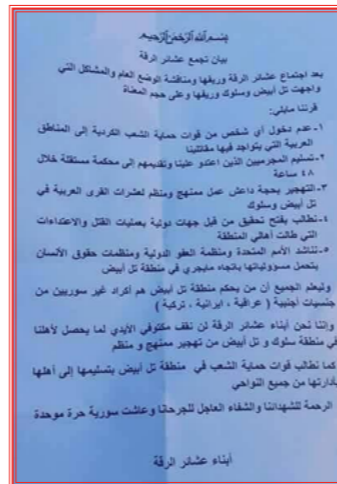 بسم الله الرحمن الرحيم
بيان تجمع عشائر الرقة
بعد اجتماع عشائر الرقة وريفها ومناقشة الوضع العام والمشاكل التي
واجهت تل أبيض وسلوك وريفها وعلى حجم المعناة
قررنا مايلي:
١-عدم دخول أي شخص من قوات حماية الشعب الكردية إلى المناطق
العربية التي يتواجد فيها مقاتلينا
٢-تسليم المجرمين الذين اعتدو علينا وتقديمهم إلى محكمة مستقلة خلال
٤٨ ساعة
٣-التهجير بحجة داعش عمل ممنهج ومنظم لعشرات القرى العربية في
تل أبيض وسلوك
٤-نطالب بفتح تحقيق من قبل جهات دولية بعمليات القتل والاعتداءات
التي طالت أهالي المنطقة
٥-نناشد الأمم المتحدة ومنظمة العفو الدولية ومنظمات حقوق الأنسان
يتحمل مسؤولياتها باتجاه مايجري في منطقة تل أبيض
وليعلم الجميع أن من يحكم منطقة تل أبيض هم أكراد غير سوريين من
جنسيات أجنبية ( عراقية ، ايرانية ، تركية )
وإننا نحن أبناء عشائر الرقة لن نقف مكتوفي الأيدي لما يحصل لأهلنا
في منطقة سلوك و تل أبيض من تهجير ممنهج و منظم
كما نطالب قوات حماية الشعب في منطقة تل أبيض بتسليمها إلى أهلها
بادرتها من جميع النواحي
الرحمة للشهدائنا والشفاء العاجل للجرحانا وعاشت سورية حرة موحدة
أبناء عشائر الرقة